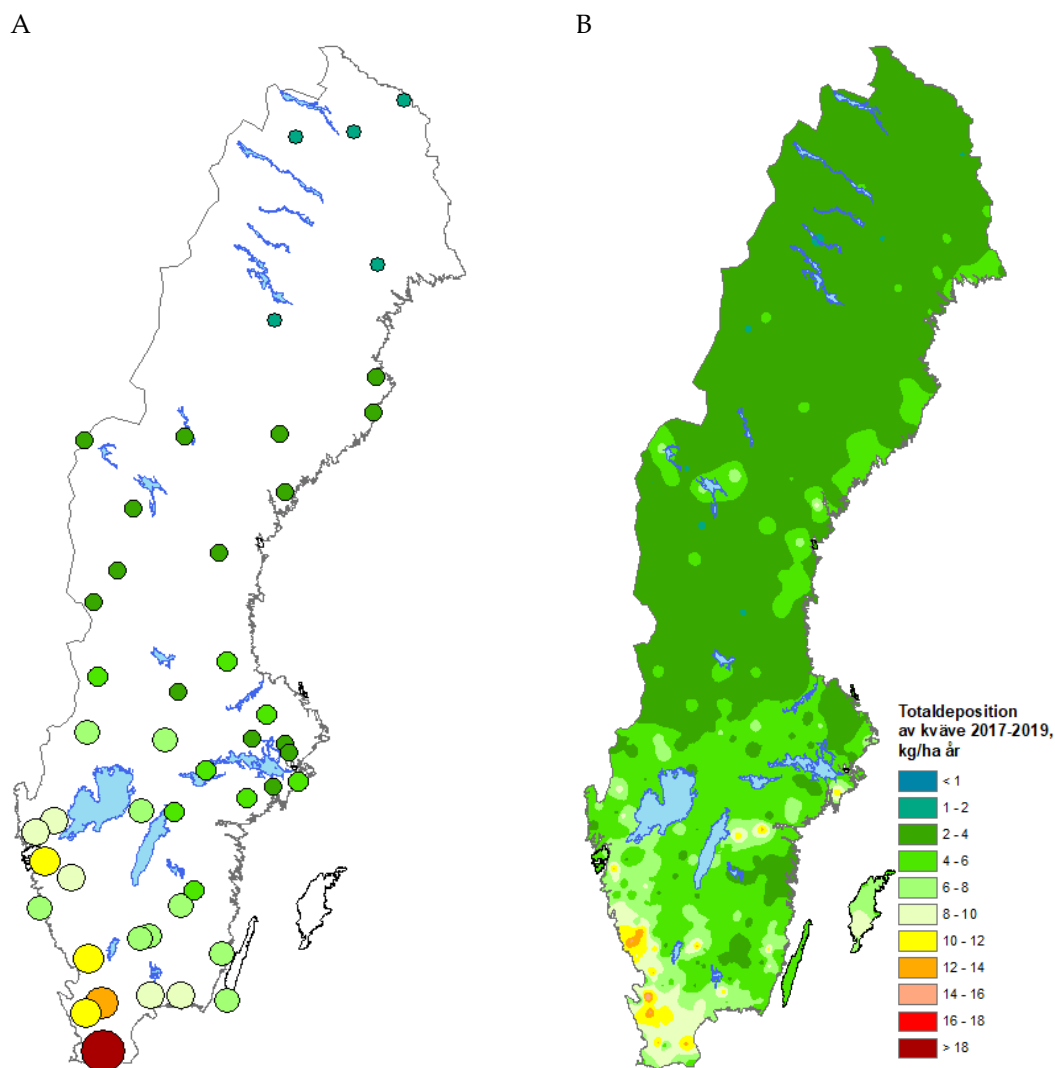 A
B
Totaldeposition
av kväve 2017-2019,
kg/ha år
< 1
1 - 2
2 - 4
4 - 6
6 - 8
8 - 10
10 - 12
12 - 14
14 - 16
16 - 18
> 18